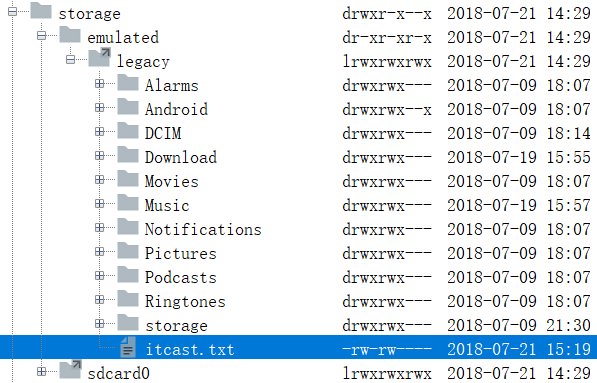 storage drwxr-x--x 2018-07-21 14:29
emulated dr-xr-xr-x 2018-07-21 14:29
legacy lrwxrwxrwx 2018-07-21 14:29
Alarms drwxrwx--- 2018-07-09 18:07
Android drwxrwx--x 2018-07-09 18:07
DCIM drwxrwx--- 2018-07-09 18:14
Download drwxrwx--- 2018-07-19 15:55
Movies drwxrwx--- 2018-07-09 18:07
Music drwxrwx--- 2018-07-19 15:57
Notifications drwxrwx--- 2018-07-09 18:07
Pictures drwxrwx--- 2018-07-09 18:07
Podcasts drwxrwx--- 2018-07-09 18:07
Ringtones drwxrwx--- 2018-07-09 18:07
storage drwxrwx--- 2018-07-09 21:30
itcast.txt -rw-rw---- 2018-07-21 15:19
sdcard0 lrwxrwxrwx 2018-07-21 14:29